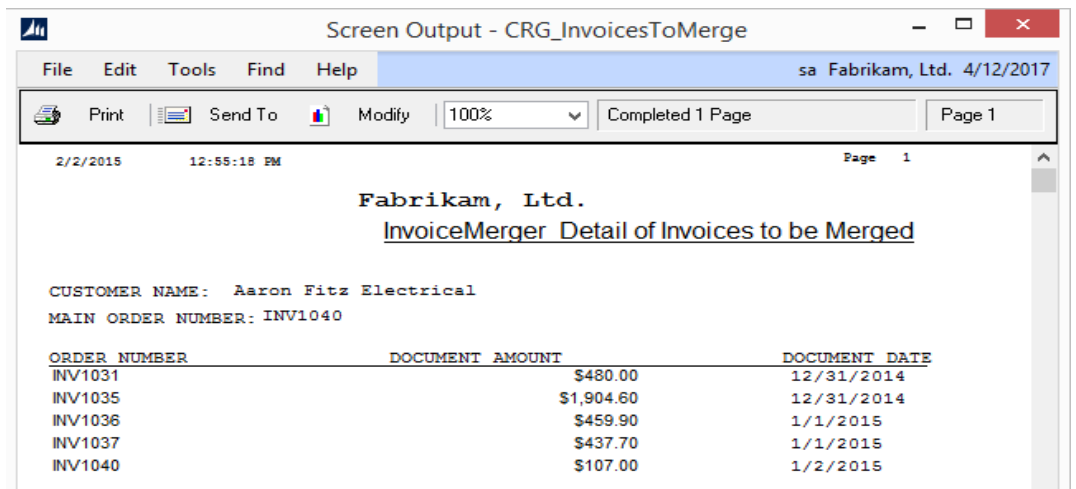 Screen Output - CRG_InvoicesToMerge
File Edit Tools Find Help sa Fabrikam, Ltd. 4/12/2017
Print Send To Modify 100% Completed 1 Page Page 1
2/2/2015 12:55:18 PM Page 1
Fabrikam, Ltd.
InvoiceMerger Detail of Invoices to be Merged
CUSTOMER NAME: Aaron Fitz Electrical
MAIN ORDER NUMBER: INV1040
ORDER NUMBER DOCUMENT AMOUNT DOCUMENT DATE
INV1031 $480.00 12/31/2014
INV1035 $1,904.60 12/31/2014
INV1036 $459.90 1/1/2015
INV1037 $437.70 1/1/2015
INV1040 $107.00 1/2/2015